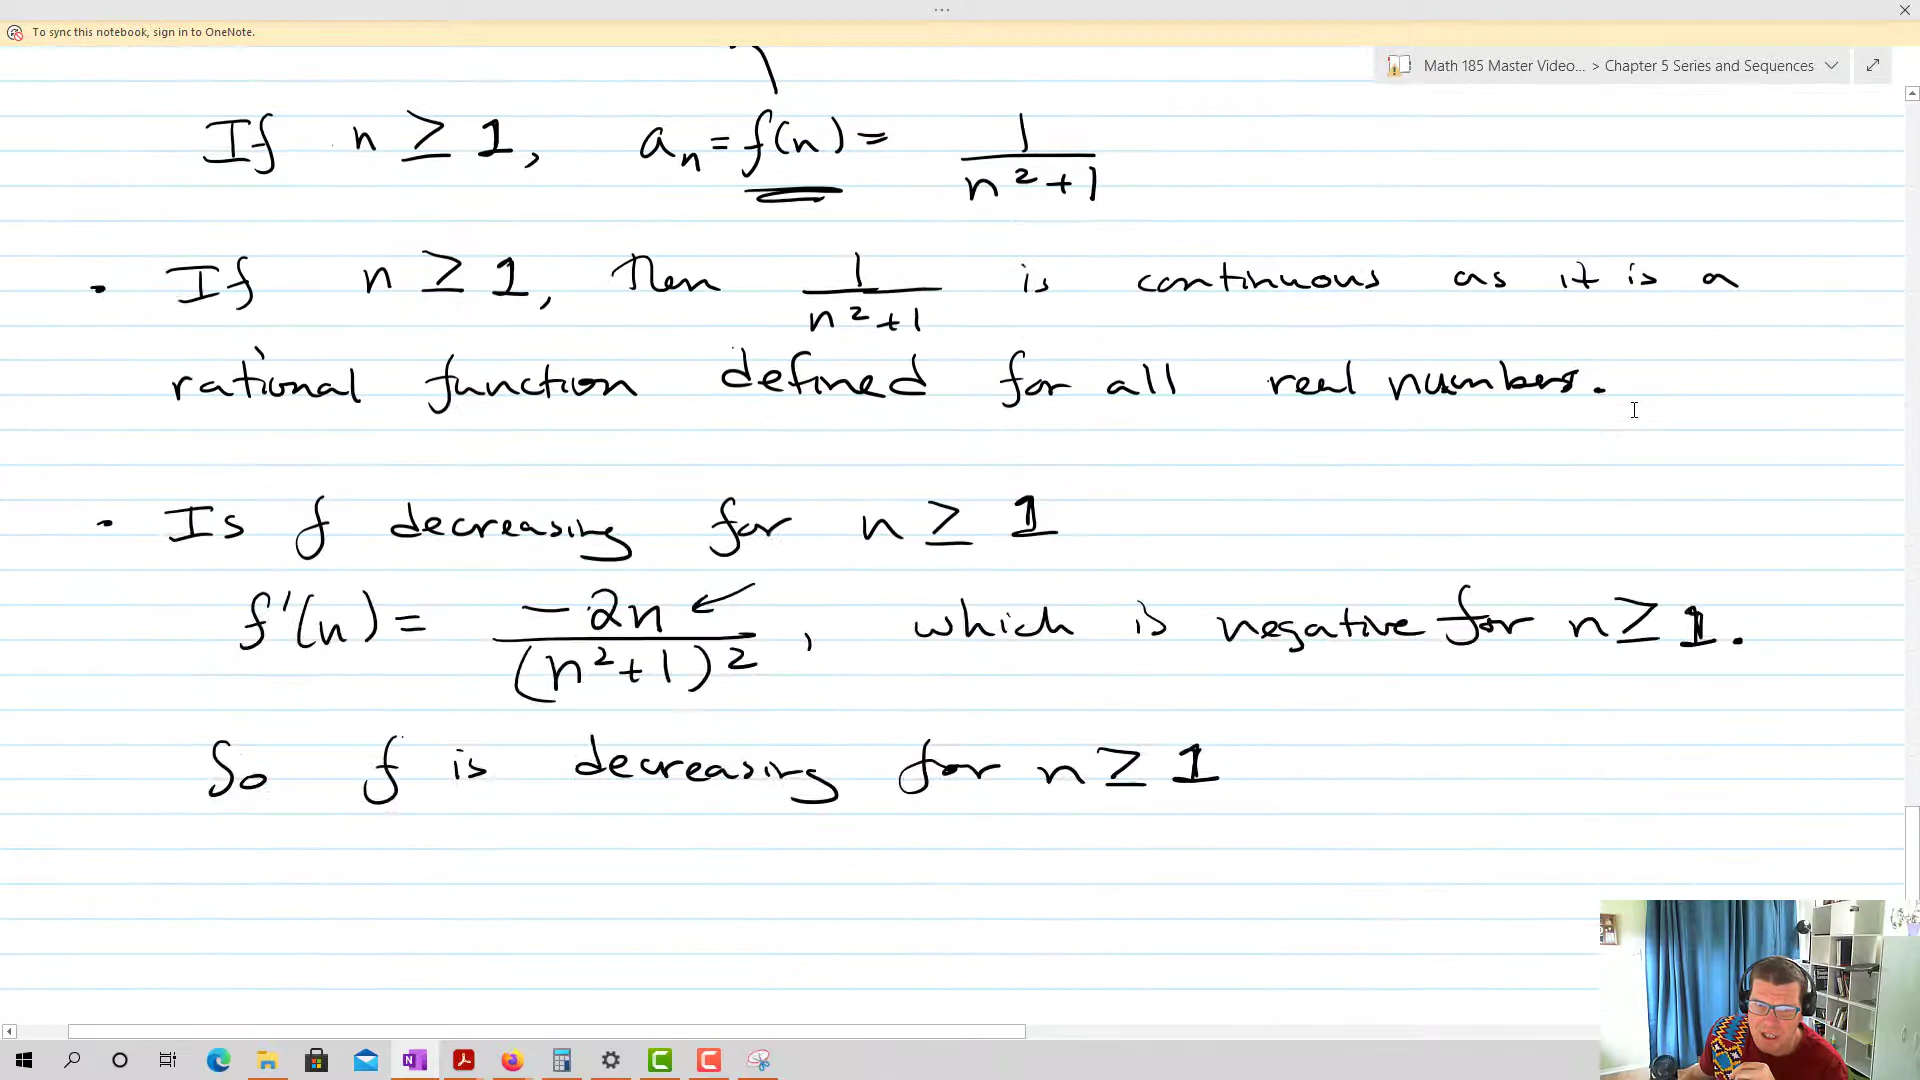 To sync this notebook, sign in to OneNote.
Math 185 Master Video... > Chapter 5 Series and Sequences
If n ≥ 1, aₙ = f(n) = 1/(n²+1)
• If n ≥ 1, then 1/(n²+1) is continuous as it is a
rational function defined for all real numbers.
• Is f decreasing for n ≥ 1
f'(n) = -2n/(n²+1)², which is negative for n ≥ 1.
So f is decreasing for n ≥ 1